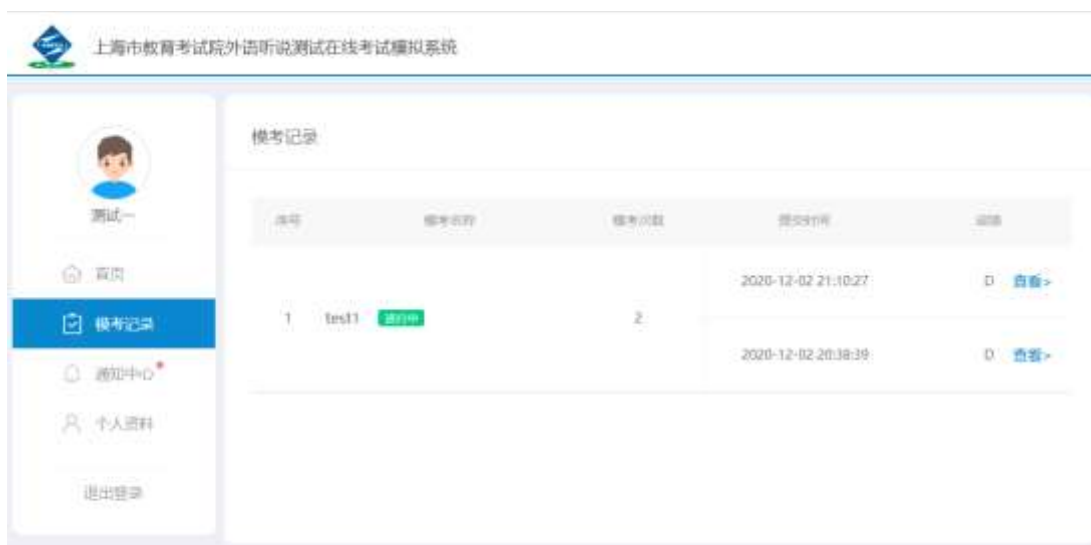 上海市教育考试院外语听说测试在线考试模拟系统
测试一
首页
模考记录
通知中心
个人资料
退出登录
模考记录
序号 模考名称 模考次数 提交时间 成绩
1 test1 进行中 2
2020-12-02 21:10:27 D 查看>
2020-12-02 20:38:39 D 查看>